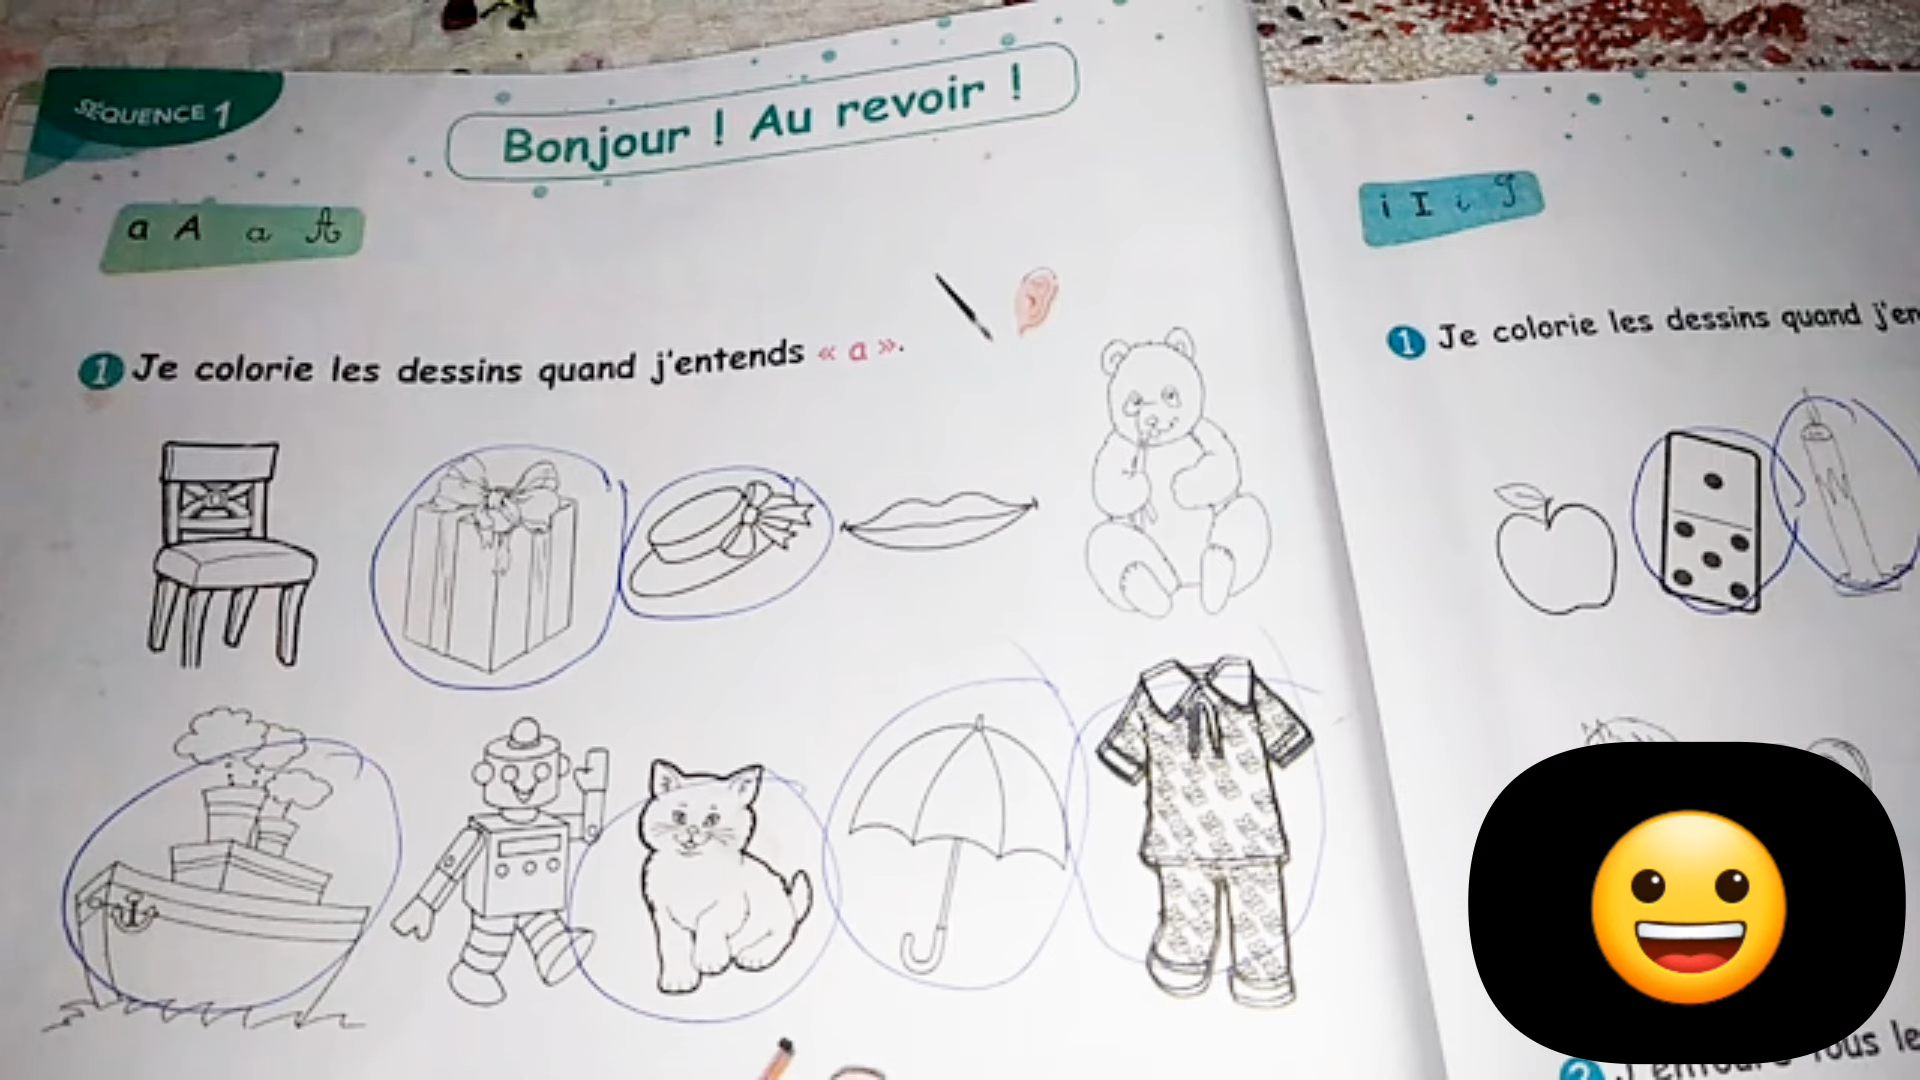 SÉQUENCE 1
Bonjour ! Au revoir !
a A a A
1 Je colorie les dessins quand j'entends « a ».
i I i I
1 Je colorie les dessins quand j'en
2